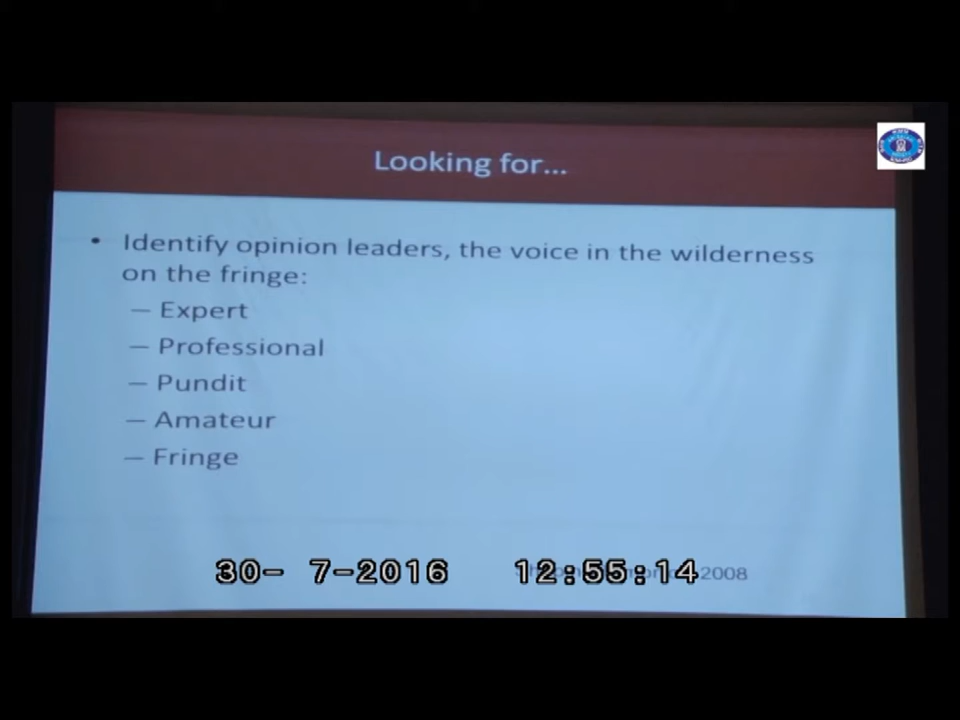 Looking for...
• Identify opinion leaders, the voice in the wilderness
on the fringe:
— Expert
— Professional
— Pundit
— Amateur
— Fringe
30- 7-2016 12:55:14
2008